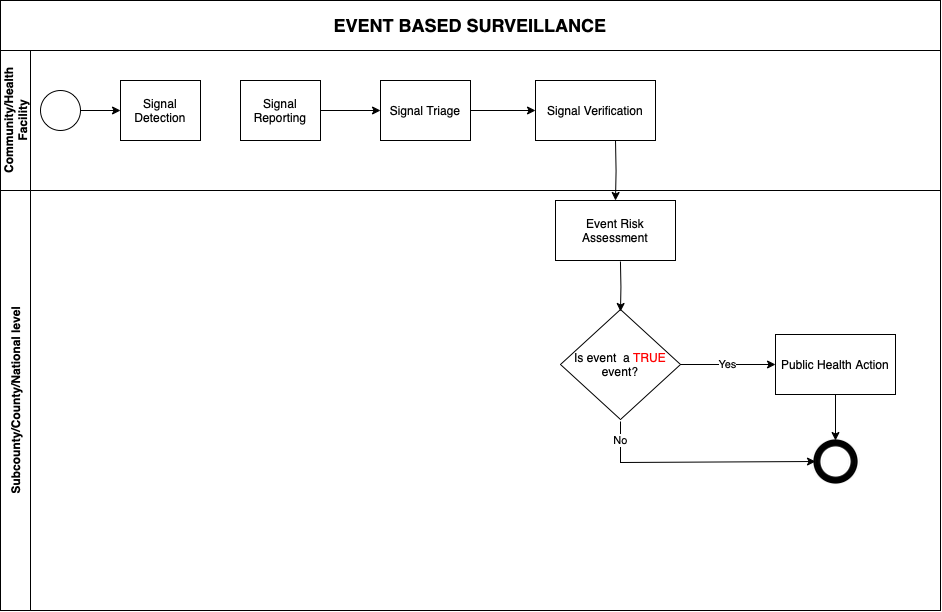 EVENT BASED SURVEILLANCE
Community/Health
Facility
Signal
Detection
Signal
Reporting
Signal Triage
Signal Verification
Subcounty/County/National level
Event Risk
Assessment
Is event a TRUE
event?
Yes
Public Health Action
No